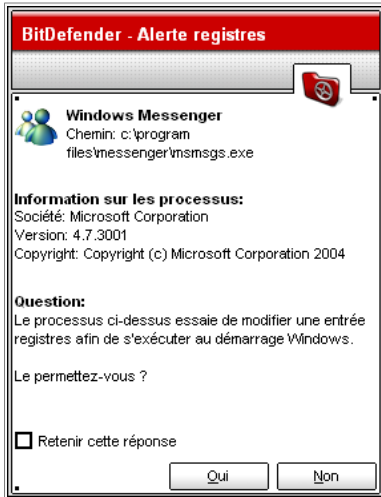 BitDefender - Alerte registres
Windows Messenger
Chemin: c:\program
files\messenger\msmsgs.exe
Information sur les processus:
Société: Microsoft Corporation
Version: 4.7.3001
Copyright: Copyright (c) Microsoft Corporation 2004
Question:
Le processus ci-dessus essaie de modifier une entrée
registres afin de s'exécuter au démarrage Windows.
Le permettez-vous ?
Retenir cette réponse
Oui
Non